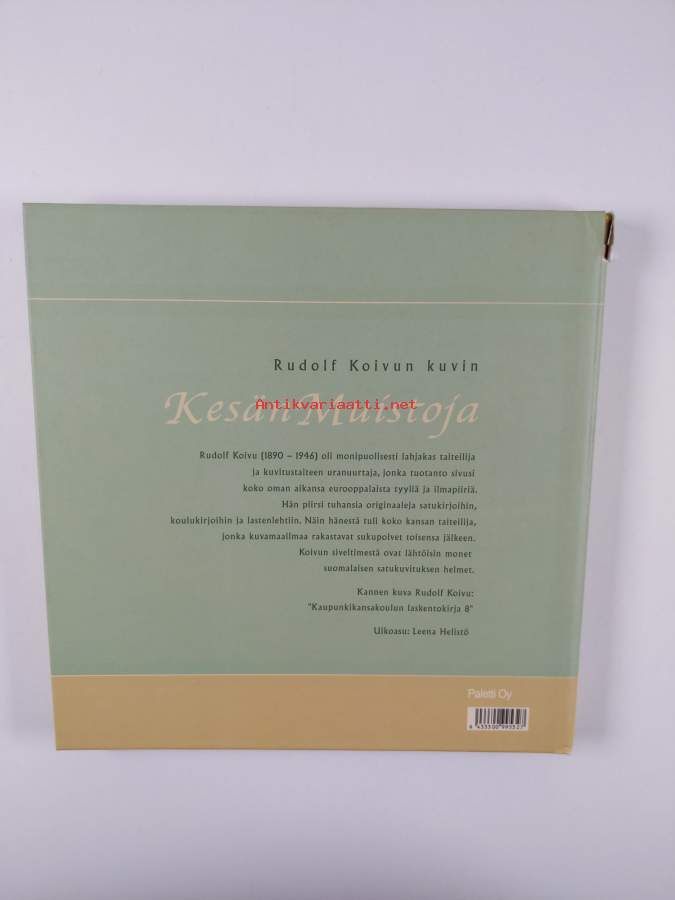 Rudolf Koivun kuvin
Kesän Muistoja
Antikvariaatti.net
Rudolf Koivu (1890 – 1946) oli monipuolisesti lahjakas taiteilija
ja kuvitustaiteen uranuurtaja, jonka tuotanto sivusi
koko oman aikansa eurooppalaista tyyliä ja ilmapiiriä.
Hän piirsi tuhansia originaaleja satukirjoihin,
koulukirjoihin ja lastenlehtiin. Näin hänestä tuli koko kansan taiteilija,
jonka kuvamaailmaa rakastavat sukupolvet toisensa jälkeen.
Koivun siveltimestä ovat lähtöisin monet
suomalaisen satukuvituksen helmet.
Kannen kuva Rudolf Koivu:
"Kaupunkikansakoulun laskentokirja 8"
Ulkoasu: Leena Helistö
Paletti Oy